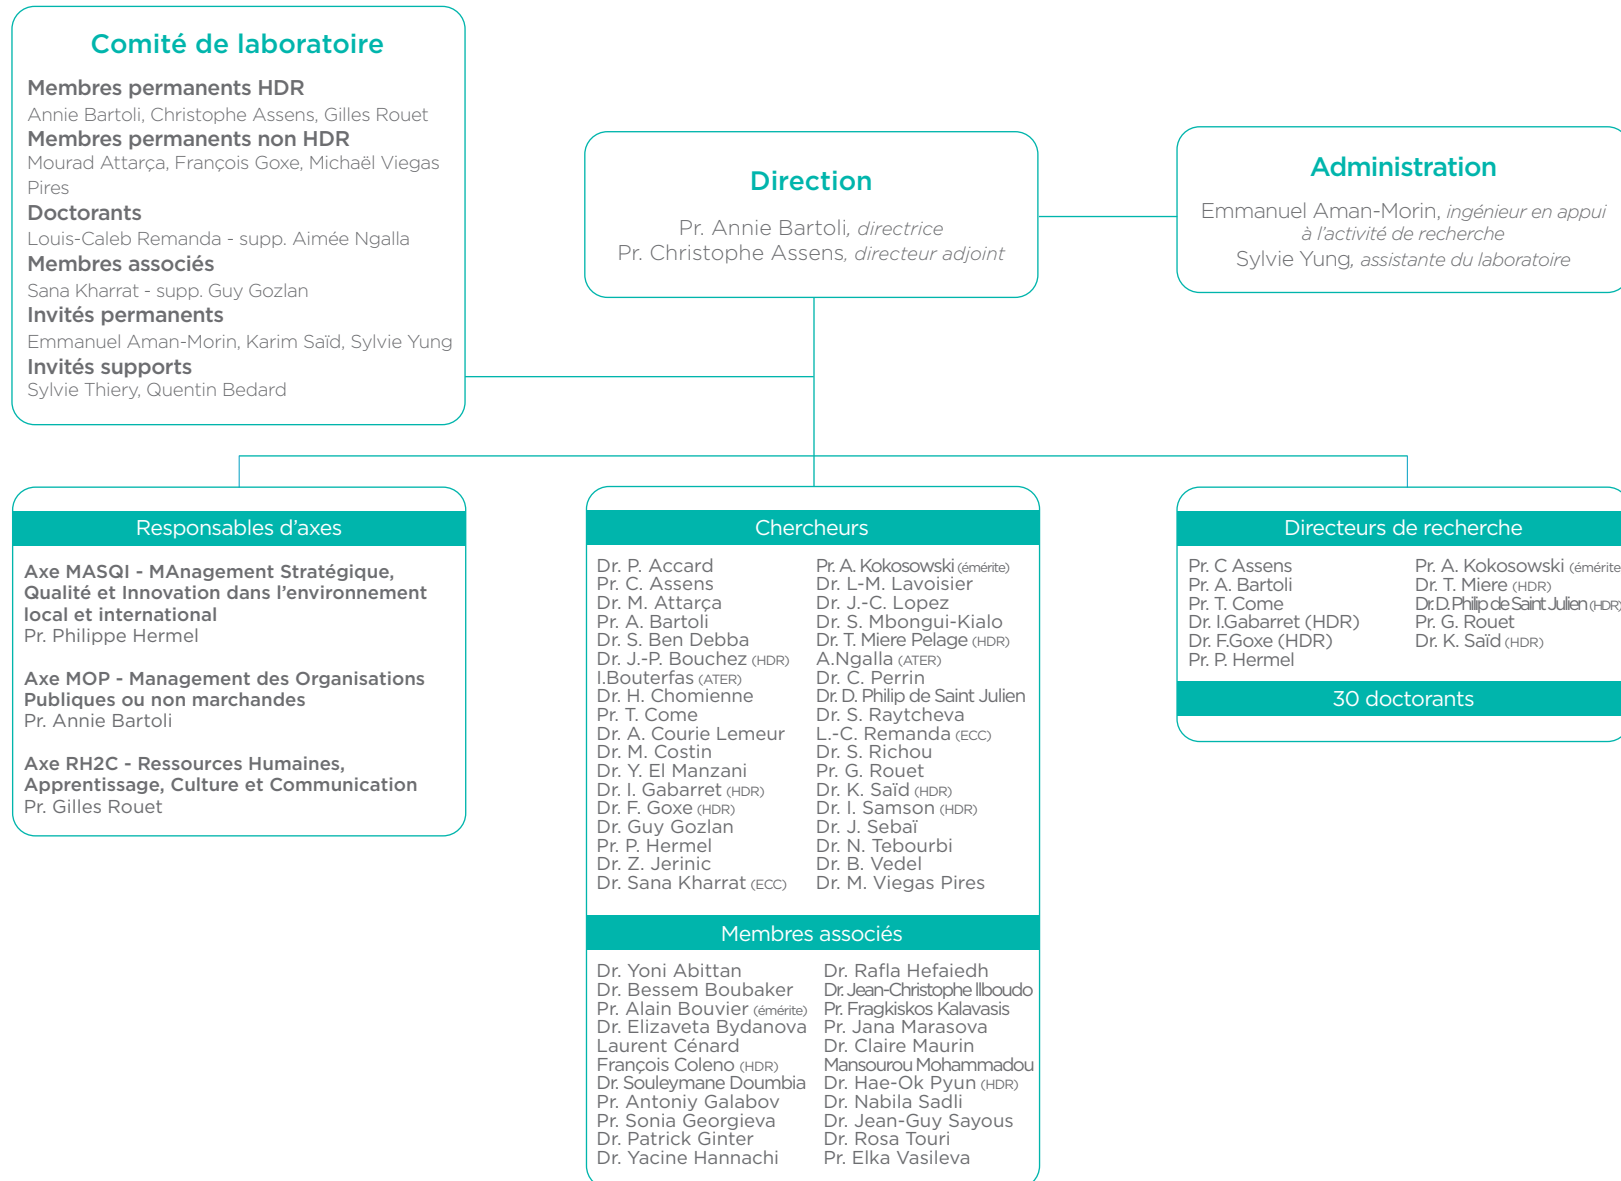 Comité de laboratoire
Membres permanents HDR
Annie Bartoli, Christophe Assens, Gilles Rouet
Membres permanents non HDR
Mourad Attarça, François Goxe, Michaël Viegas
Pires
Doctorants
Louis-Caleb Remanda - supp. Aimée Ngalla
Membres associés
Sana Kharrat - supp. Guy Gozlan
Invités permanents
Emmanuel Aman-Morin, Karim Saïd, Sylvie Yung
Invités supports
Sylvie Thiery, Quentin Bedard
Direction
Pr. Annie Bartoli, directrice
Pr. Christophe Assens, directeur adjoint
Administration
Emmanuel Aman-Morin, ingénieur en appui
à l'activité de recherche
Sylvie Yung, assistante du laboratoire
Responsables d'axes
Axe MASQI - MAnagement Stratégique,
Qualité et Innovation dans l'environnement
local et international
Pr. Philippe Hermel
Axe MOP - Management des Organisations
Publiques ou non marchandes
Pr. Annie Bartoli
Axe RH2C - Ressources Humaines,
Apprentissage, Culture et Communication
Pr. Gilles Rouet
Chercheurs
Dr. P. Accard
Pr. C. Assens
Dr. M. Attarça
Pr. A. Bartoli
Dr. S. Ben Debba
Dr. J.-P. Bouchez (HDR)
I.Bouterfas (ATER)
Dr. H. Chomienne
Pr. T. Come
Dr. A. Courie Lemeur
Dr. M. Costin
Dr. Y. El Manzani
Dr. I. Gabarret (HDR)
Dr. F. Goxe (HDR)
Dr. Guy Gozlan
Pr. P. Hermel
Dr. Z. Jerinic
Dr. Sana Kharrat (ECC)
Pr. A. Kokosowski (émérite)
Dr. L-M. Lavoisier
Dr. J.-C. Lopez
Dr. S. Mbongui-Kialo
Dr. T. Miere Pelage (HDR)
A.Ngalla (ATER)
Dr. C. Perrin
Dr. D. Philip de Saint Julien
Dr. S. Raytcheva
L.-C. Remanda (ECC)
Dr. S. Richou
Pr. G. Rouet
Dr. K. Saïd (HDR)
Dr. I. Samson (HDR)
Dr. J. Sebaï
Dr. N. Tebourbi
Dr. B. Vedel
Dr. M. Viegas Pires
Membres associés
Dr. Yoni Abittan
Dr. Bessem Boubaker
Pr. Alain Bouvier (émérite)
Dr. Elizaveta Bydanova
Laurent Cénard
François Coleno (HDR)
Dr. Souleymane Doumbia
Pr. Antoniy Galabov
Pr. Sonia Georgieva
Dr. Patrick Ginter
Dr. Yacine Hannachi
Dr. Rafla Hefaiedh
Dr. Jean-Christophe Ilboudo
Pr. Fragkiskos Kalavasis
Pr. Jana Marasova
Dr. Claire Maurin
Mansourou Mohammadou
Dr. Hae-Ok Pyun (HDR)
Dr. Nabila Sadli
Dr. Jean-Guy Sayous
Dr. Rosa Touri
Pr. Elka Vasileva
Directeurs de recherche
Pr. C Assens
Pr. A. Bartoli
Pr. T. Come
Dr. I.Gabarret (HDR)
Dr. F.Goxe (HDR)
Pr. P. Hermel
Pr. A. Kokosowski (émérite
Dr. T. Miere (HDR)
Dr. D. Philip de Saint Julien (HDR)
Pr. G. Rouet
Dr. K. Saïd (HDR)
30 doctorants